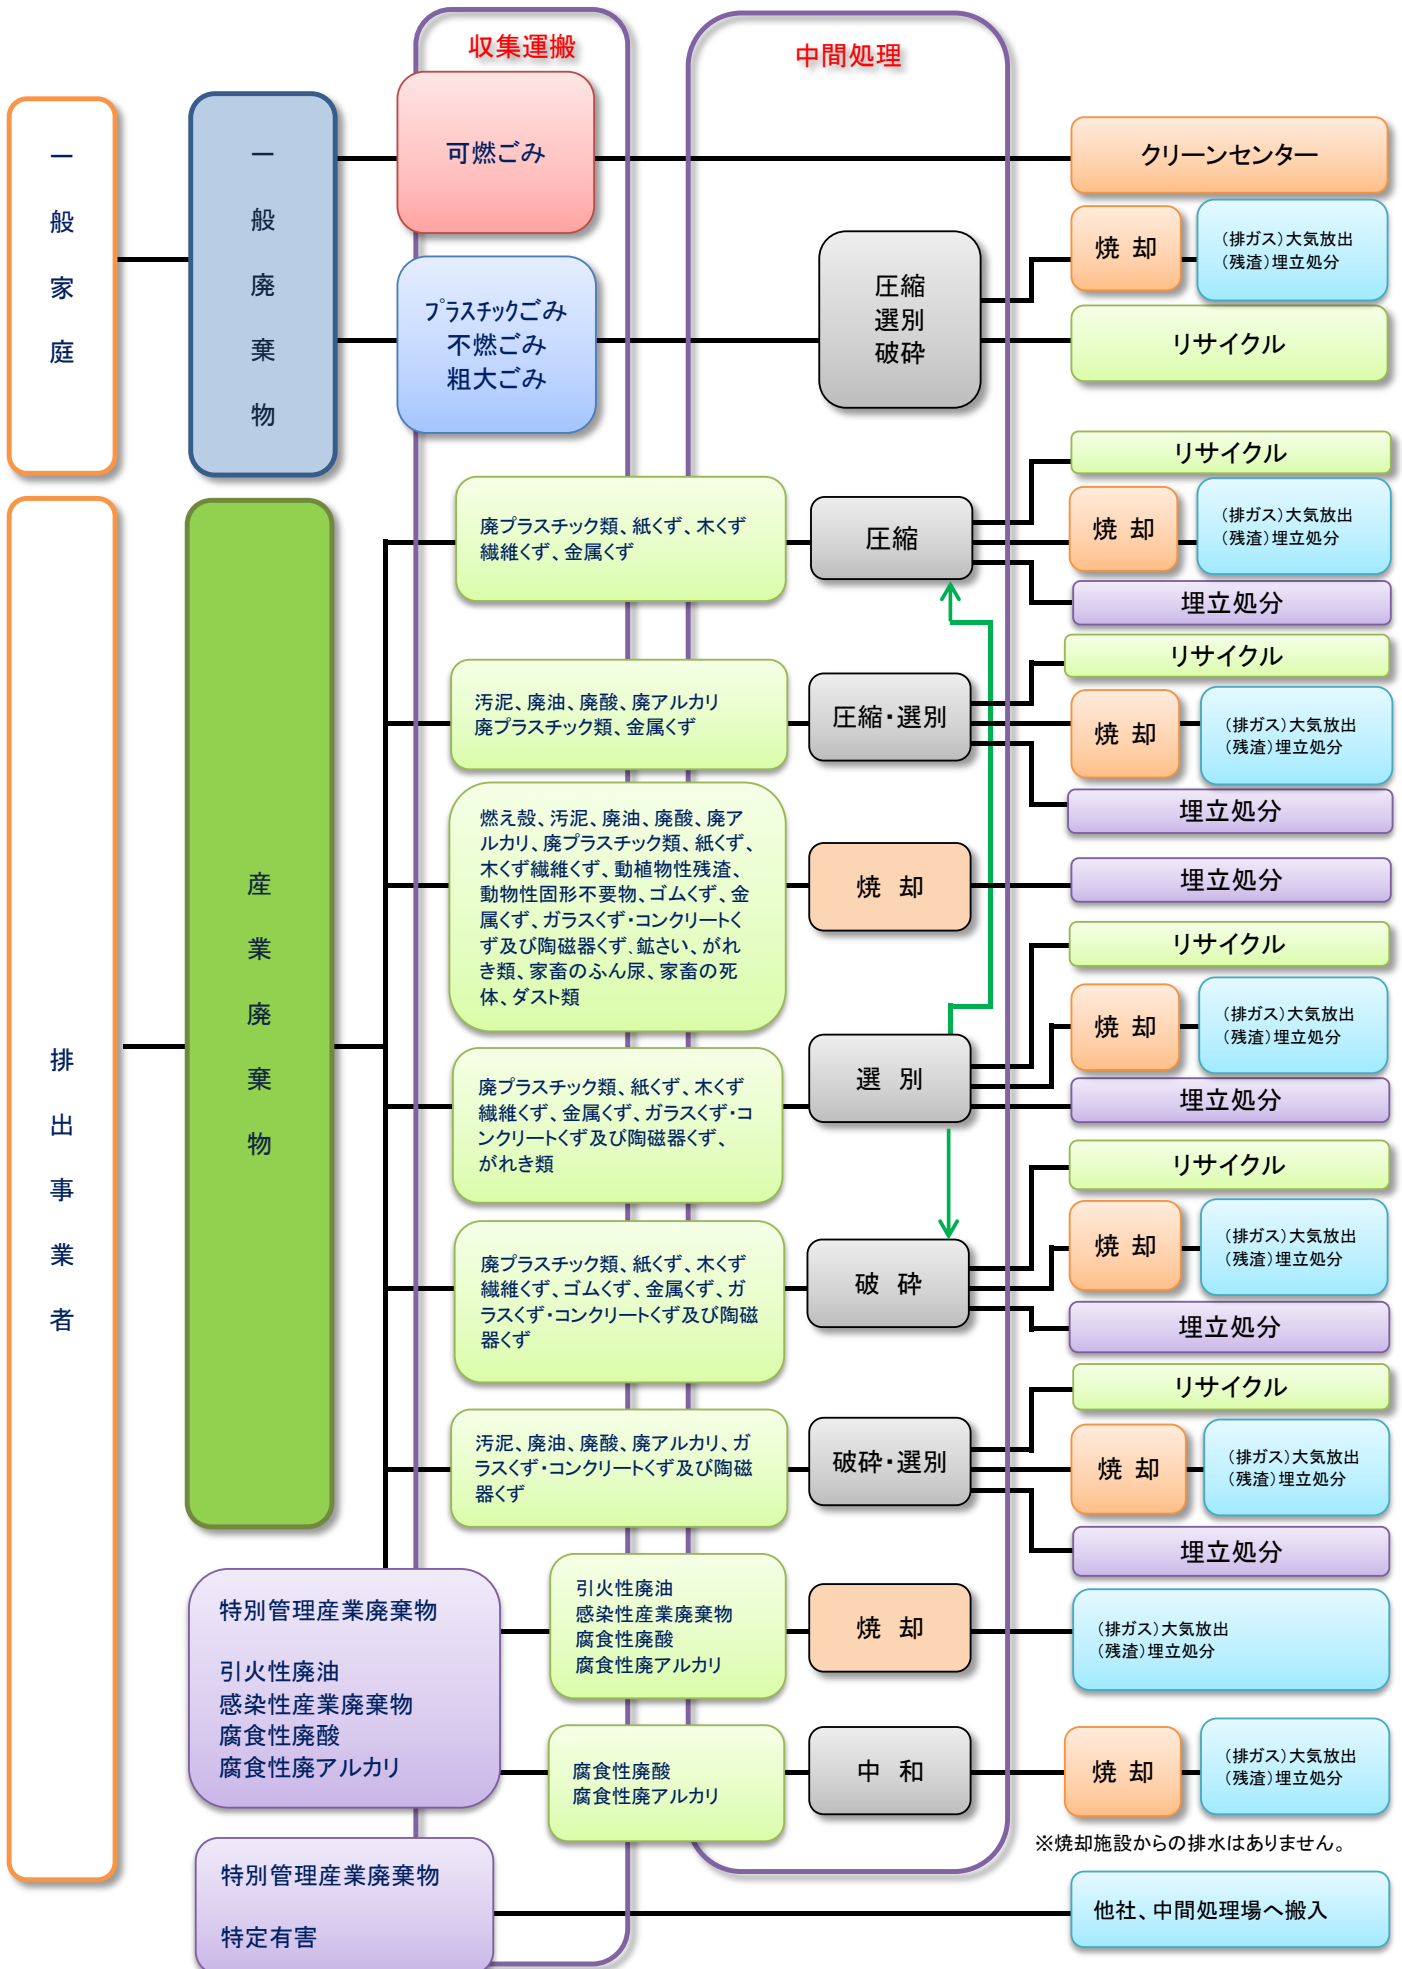 収集運搬
中間処理
一般家庭
一般廃棄物
可燃ごみ
クリーンセンター
プラスチックごみ
不燃ごみ
粗大ごみ
圧縮
選別
破砕
焼 却
（排ガス）大気放出
（残渣）埋立処分
リサイクル
排出事業者
産業廃棄物
廃プラスチック類、紙くず、木くず
繊維くず、金属くず
圧縮
リサイクル
焼 却
（排ガス）大気放出
（残渣）埋立処分
埋立処分
汚泥、廃油、廃酸、廃アルカリ
廃プラスチック類、金属くず
圧縮・選別
リサイクル
焼 却
（排ガス）大気放出
（残渣）埋立処分
埋立処分
燃え殻、汚泥、廃油、廃酸、廃ア
ルカリ、廃プラスチック類、紙くず、
木くず繊維くず、動植物性残渣、
動物性固形不要物、ゴムくず、金
属くず、ガラスくず・コンクリートく
ず及び陶磁器くず、鉱さい、がれ
き類、家畜のふん尿、家畜の死
体、ダスト類
焼 却
埋立処分
廃プラスチック類、紙くず、木くず
繊維くず、金属くず、ガラスくず・コ
ンクリートくず及び陶磁器くず、
がれき類
選 別
リサイクル
焼 却
（排ガス）大気放出
（残渣）埋立処分
埋立処分
廃プラスチック類、紙くず、木くず
繊維くず、ゴムくず、金属くず、ガ
ラスくず・コンクリートくず及び陶磁
器くず
破 砕
リサイクル
焼 却
（排ガス）大気放出
（残渣）埋立処分
埋立処分
汚泥、廃油、廃酸、廃アルカリ、ガ
ラスくず・コンクリートくず及び陶磁
器くず
破砕・選別
リサイクル
焼 却
（排ガス）大気放出
（残渣）埋立処分
埋立処分
特別管理産業廃棄物
引火性廃油
感染性産業廃棄物
腐食性廃酸
腐食性廃アルカリ
引火性廃油
感染性産業廃棄物
腐食性廃酸
腐食性廃アルカリ
焼 却
（排ガス）大気放出
（残渣）埋立処分
腐食性廃酸
腐食性廃アルカリ
中 和
焼 却
（排ガス）大気放出
（残渣）埋立処分
※焼却施設からの排水はありません。
特別管理産業廃棄物
特定有害
他社、中間処理場へ搬入